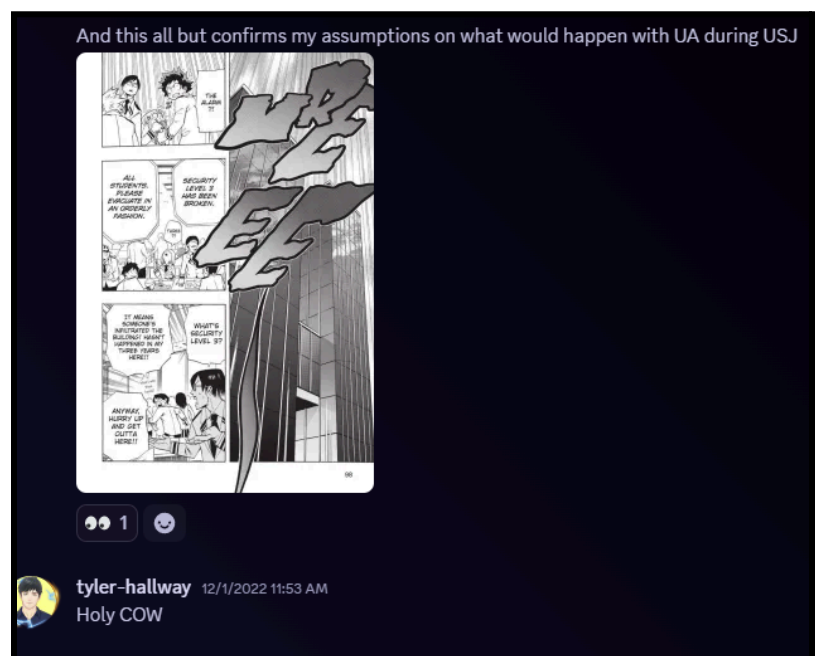 And this all but confirms my assumptions on what would happen with UA during USJ
THE
ALARM
?!
ALL
STUDENTS,
PLEASE
EVACUATE IN
AN ORDERLY
FASHION.
SECURITY
LEVEL 3
HAS BEEN
BROKEN.
IT MEANS
SOMEONE'S
INFILTRATED THE
BUILDING! HASN'T
HAPPENED IN MY
THREE YEARS
HERE!!
WHAT'S
SECURITY
LEVEL 3?
ANYWAY,
HURRY UP
AND GET
OUTTA
HERE!!
98
1
tyler-hallway 12/1/2022 11:53 AM
Holy COW